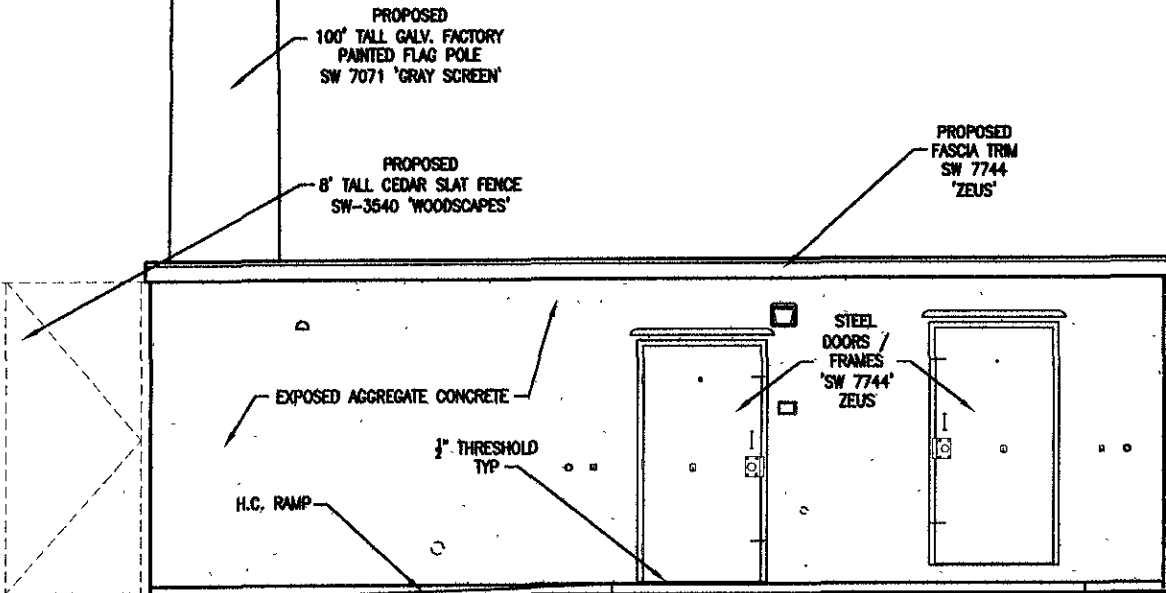 PROPOSED
100' TALL GALV. FACTORY
PAINTED FLAG POLE
SW 7071 'GRAY SCREEN'
PROPOSED
8' TALL CEDAR SLAT FENCE
SW-3540 'WOODSCAPES'
PROPOSED
FASCIA TRIM
SW 7744
'ZEUS'
STEEL
DOORS /
FRAMES
'SW 7744'
ZEUS
EXPOSED AGGREGATE CONCRETE
½" THRESHOLD
TYP
H.C. RAMP